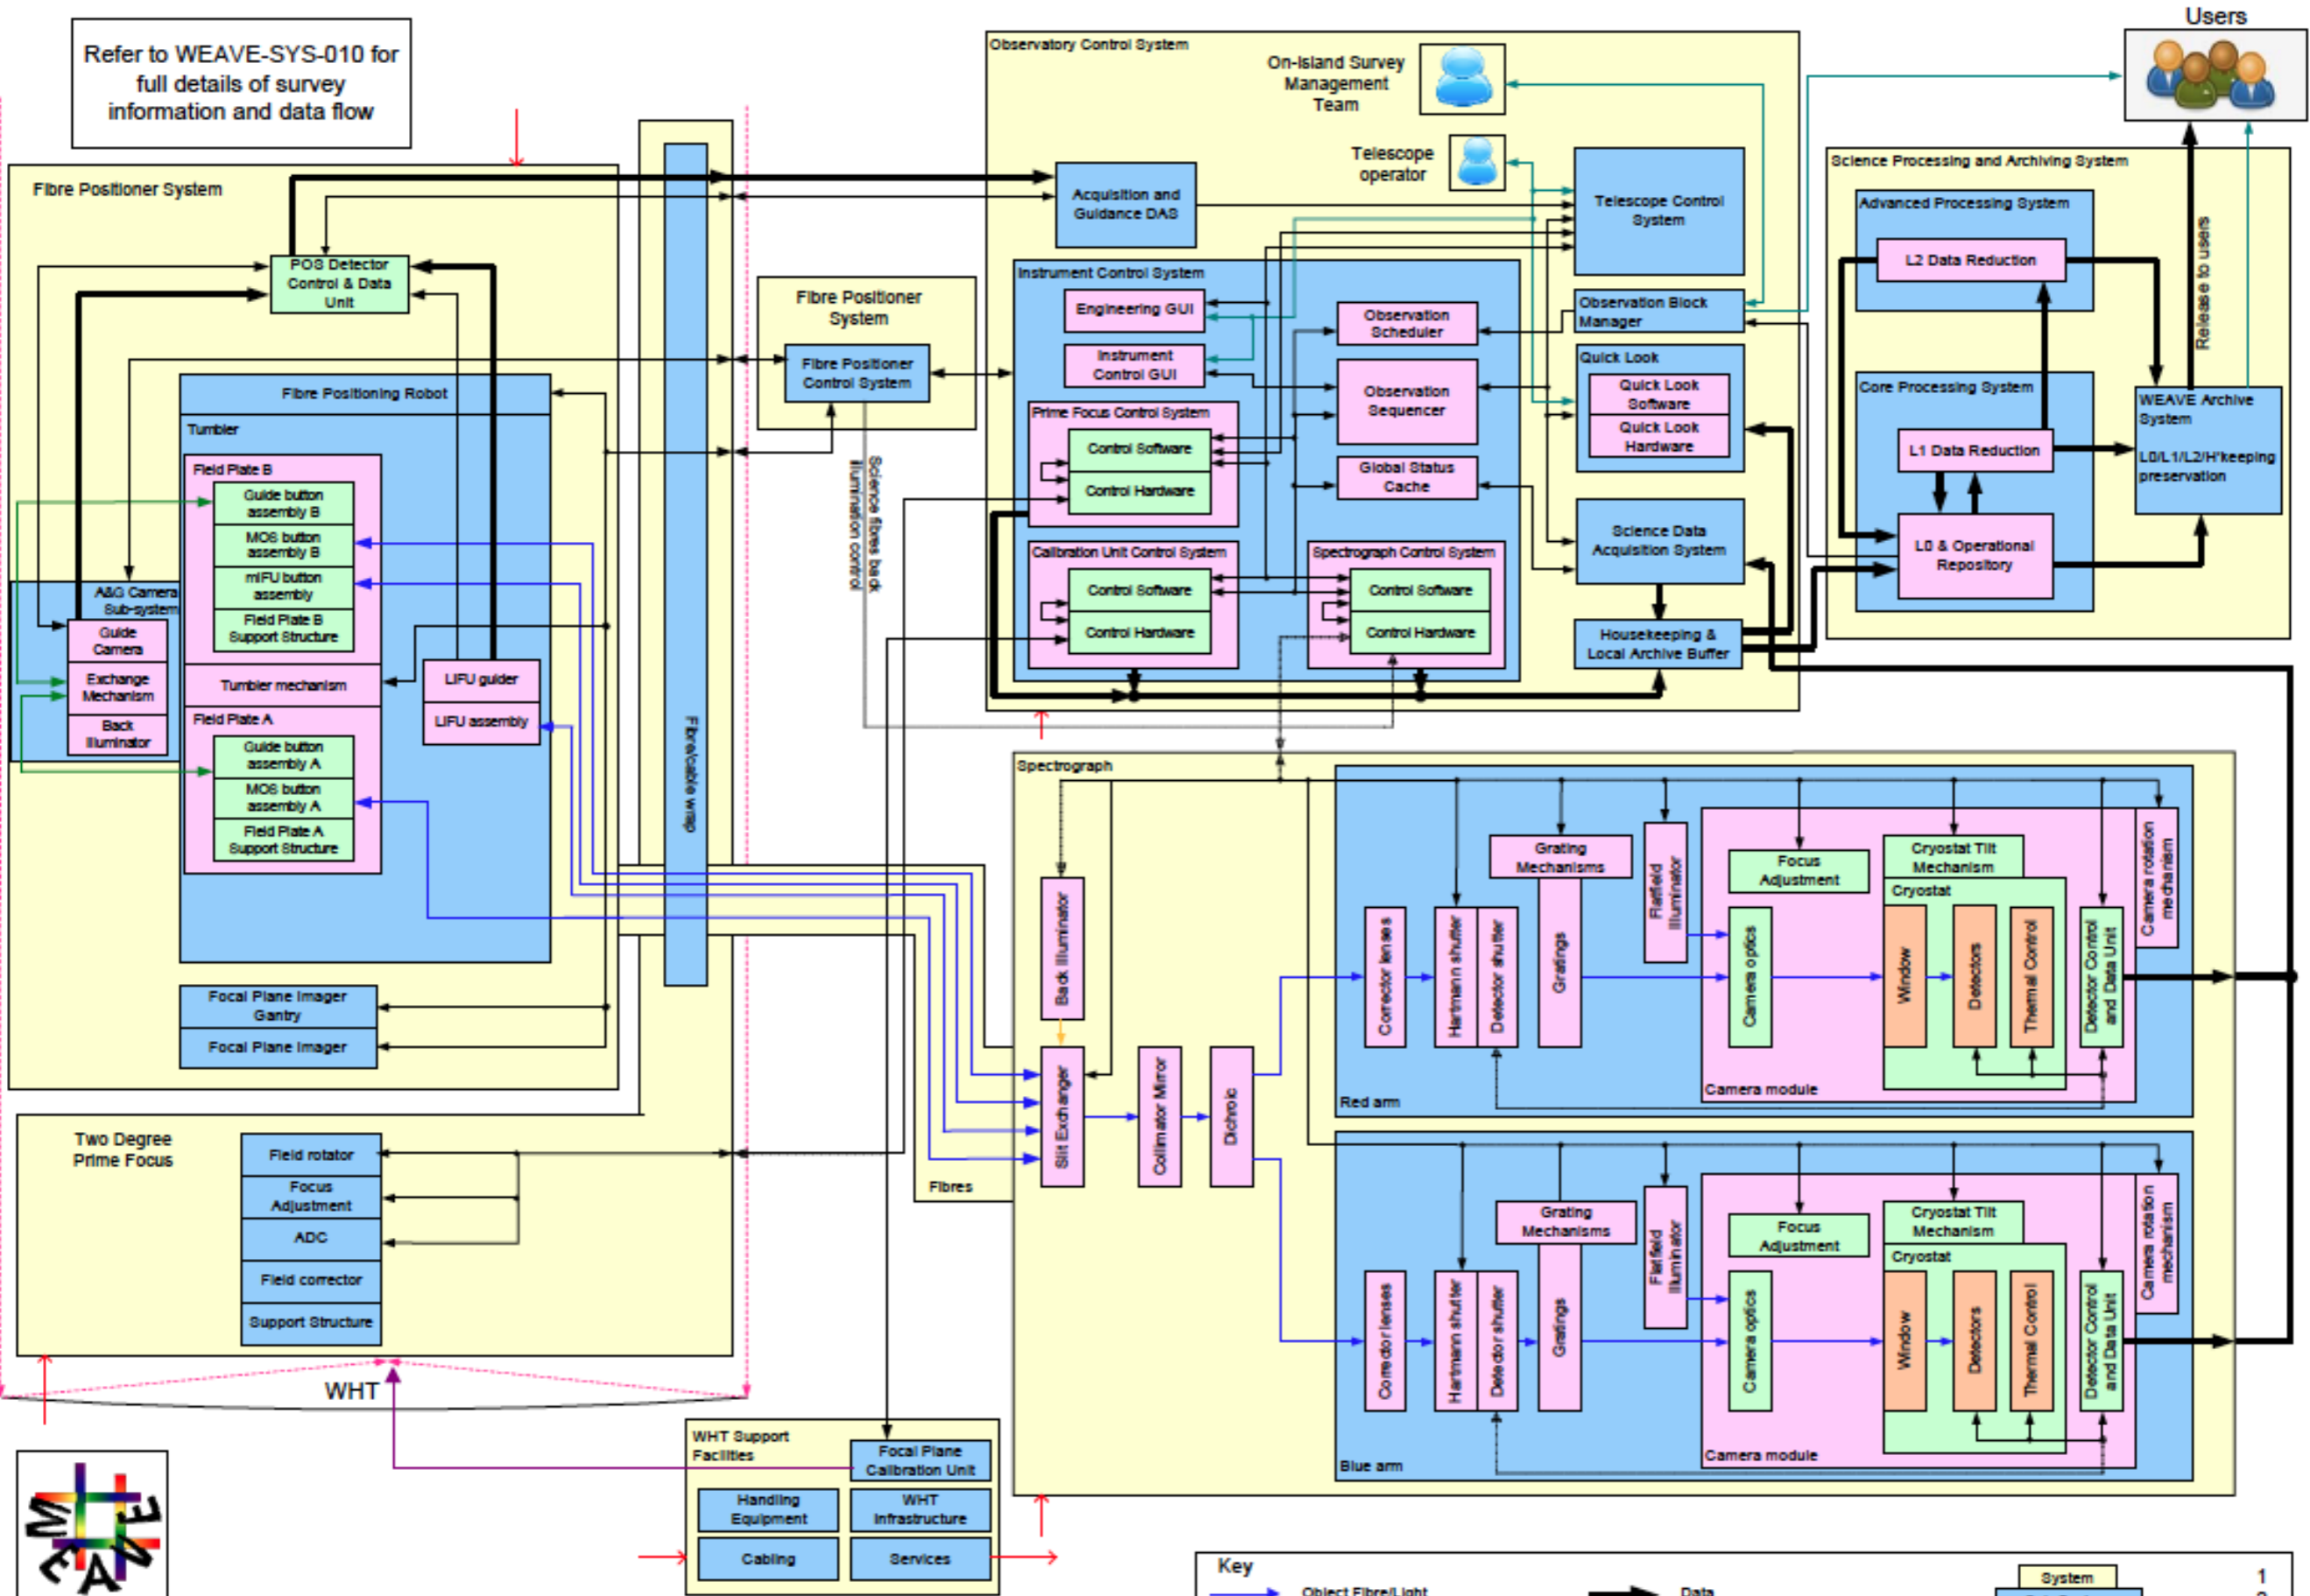 Refer to WEAVE-SYS-010 for
full details of survey
information and data flow
Fibre Positioner System
POS Detector
Control & Data
Unit
Fibre Positioning Robot
Tumbler
Field Plate B
Guide button
assembly B
MOS button
assembly B
mIFU button
assembly
Field Plate B
Support Structure
A&G Camera
Sub-system
Guide
Camera
Exchange
Mechanism
Back
Illuminator
Tumbler mechanism
Field Plate A
Guide button
assembly A
MOS button
assembly A
Field Plate A
Support Structure
LIFU guider
LIFU assembly
Focal Plane Imager
Gantry
Focal Plane Imager
Fibre/cable wrap
Two Degree
Prime Focus
Field rotator
Focus
Adjustment
ADC
Field corrector
Support Structure
WHT
WEAVE
Fibre Positioner
System
Fibre Positioner
Control System
Science fibres back
illumination control
Observatory Control System
On-Island Survey
Management
Team
Telescope
operator
Acquisition and
Guidance DAS
Telescope Control
System
Instrument Control System
Engineering GUI
Instrument
Control GUI
Observation
Scheduler
Observation
Sequencer
Global Status
Cache
Prime Focus Control System
Control Software
Control Hardware
Calibration Unit Control System
Control Software
Control Hardware
Spectrograph Control System
Control Software
Control Hardware
Observation Block
Manager
Quick Look
Quick Look
Software
Quick Look
Hardware
Science Data
Acquisition System
Housekeeping &
Local Archive Buffer
Users
Science Processing and Archiving System
Advanced Processing System
L2 Data Reduction
Release to users
Core Processing System
L1 Data Reduction
L0 & Operational
Repository
WEAVE Archive
System
L0/L1/L2/H'keeping
preservation
Spectrograph
Back Illuminator
Slit Exchanger
Collimator Mirror
Dichroic
Fibres
Red arm
Corrector lenses
Hartmann shutter
Detector shutter
Grating
Mechanisms
Gratings
Flatfield
Illuminator
Focus
Adjustment
Camera optics
Cryostat Tilt
Mechanism
Cryostat
Window
Detectors
Thermal Control
Detector Control
and Data Unit
Camera rotation
mechanism
Camera module
Blue arm
Corrector lenses
Hartmann shutter
Detector shutter
Grating
Mechanisms
Gratings
Flatfield
Illuminator
Focus
Adjustment
Camera optics
Cryostat Tilt
Mechanism
Cryostat
Window
Detectors
Thermal Control
Detector Control
and Data Unit
Camera rotation
mechanism
Camera module
WHT Support
Facilities
Focal Plane
Calibration Unit
Handling
Equipment
WHT
Infrastructure
Cabling
Services
Key
Object Fibre/Light
Data
System
1